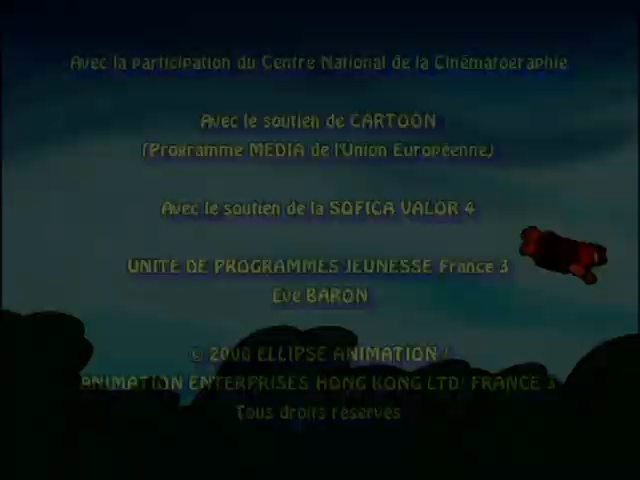 Avec la participation du Centre National de la Cinématographie
Avec le soutien de CARTOON
(Programme MEDIA de l'Union Européenne)
Avec le soutien de la SOFICA VALOR 4
UNITE DE PROGRAMMES JEUNESSE France 3
Eve BARON
© 2000 ELLIPSE ANIMATION /
ANIMATION ENTERPRISES HONG KONG LTD/ FRANCE 3
Tous droits réservés